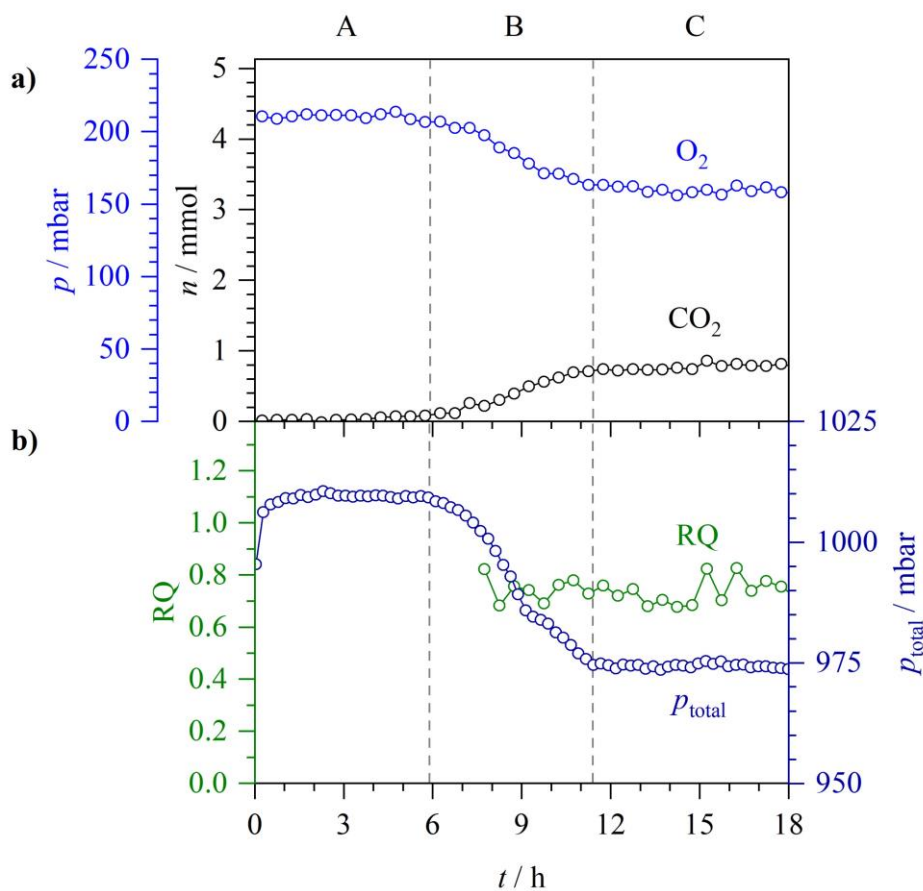 A B C
a)
250
200
150
100
50
0
p / mbar
5
4
3
2
1
0
n / mmol
O₂
CO₂
b)
1.2
1.0
0.8
0.6
0.4
0.2
0.0
RQ
1025
1000
975
950
p_total / mbar
RQ
p_total
0 3 6 9 12 15 18
t / h